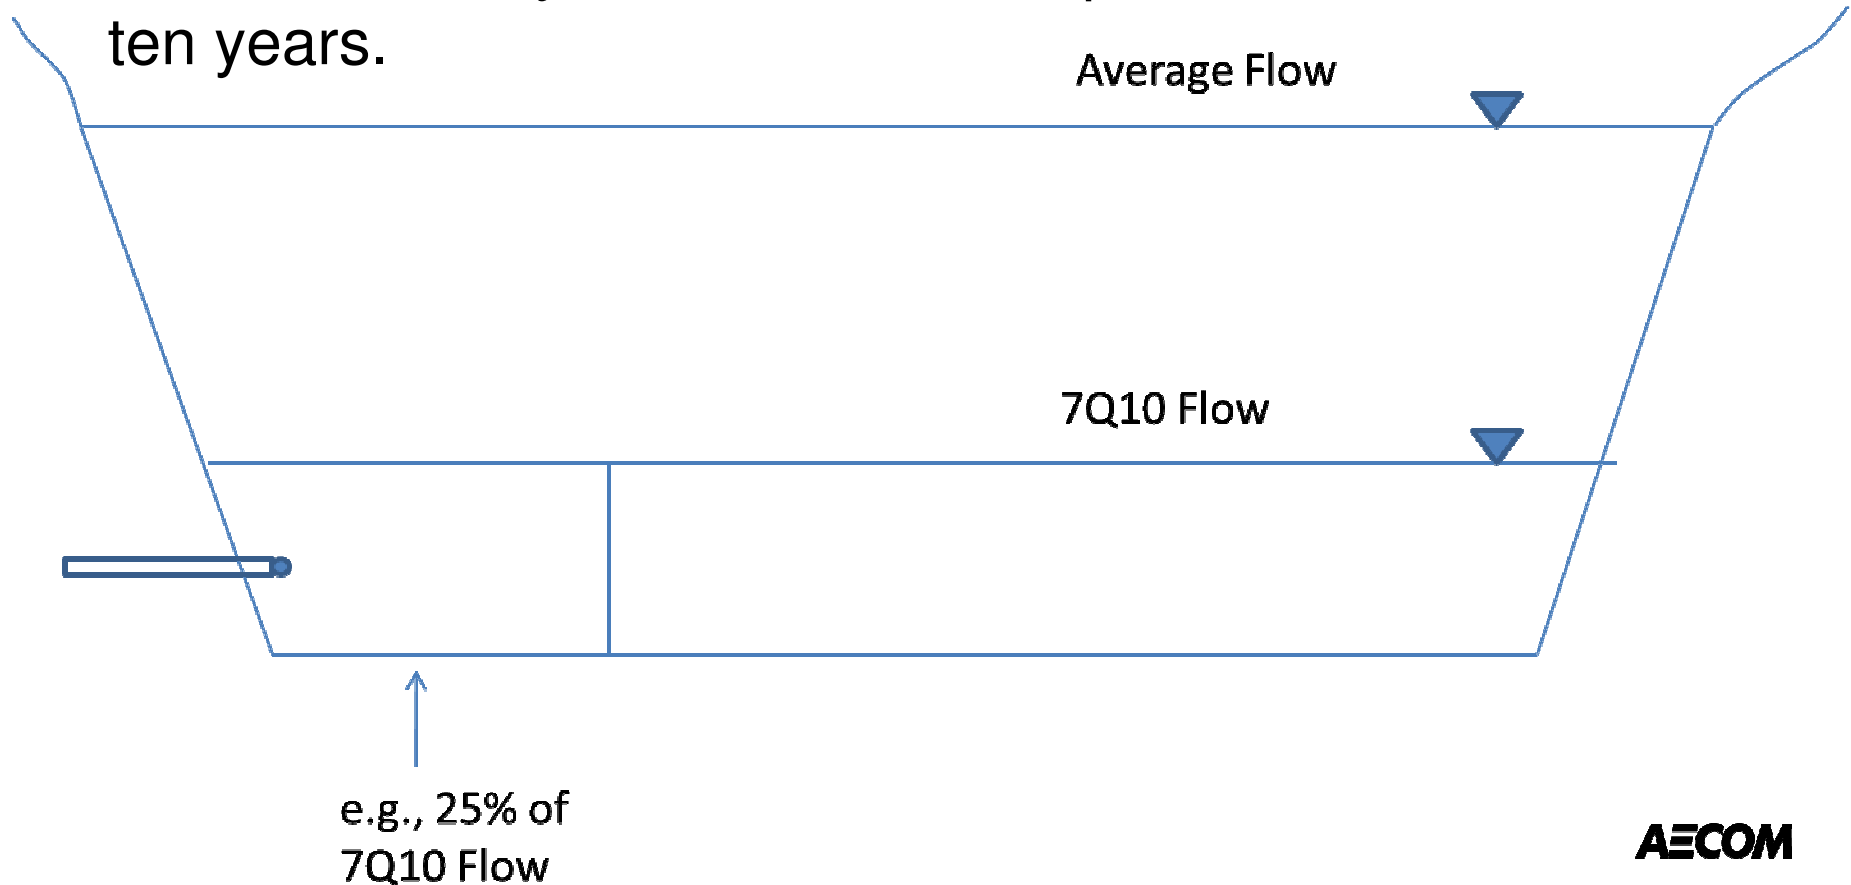 ten years.
Average Flow
7Q10 Flow
e.g., 25% of
7Q10 Flow
AECOM